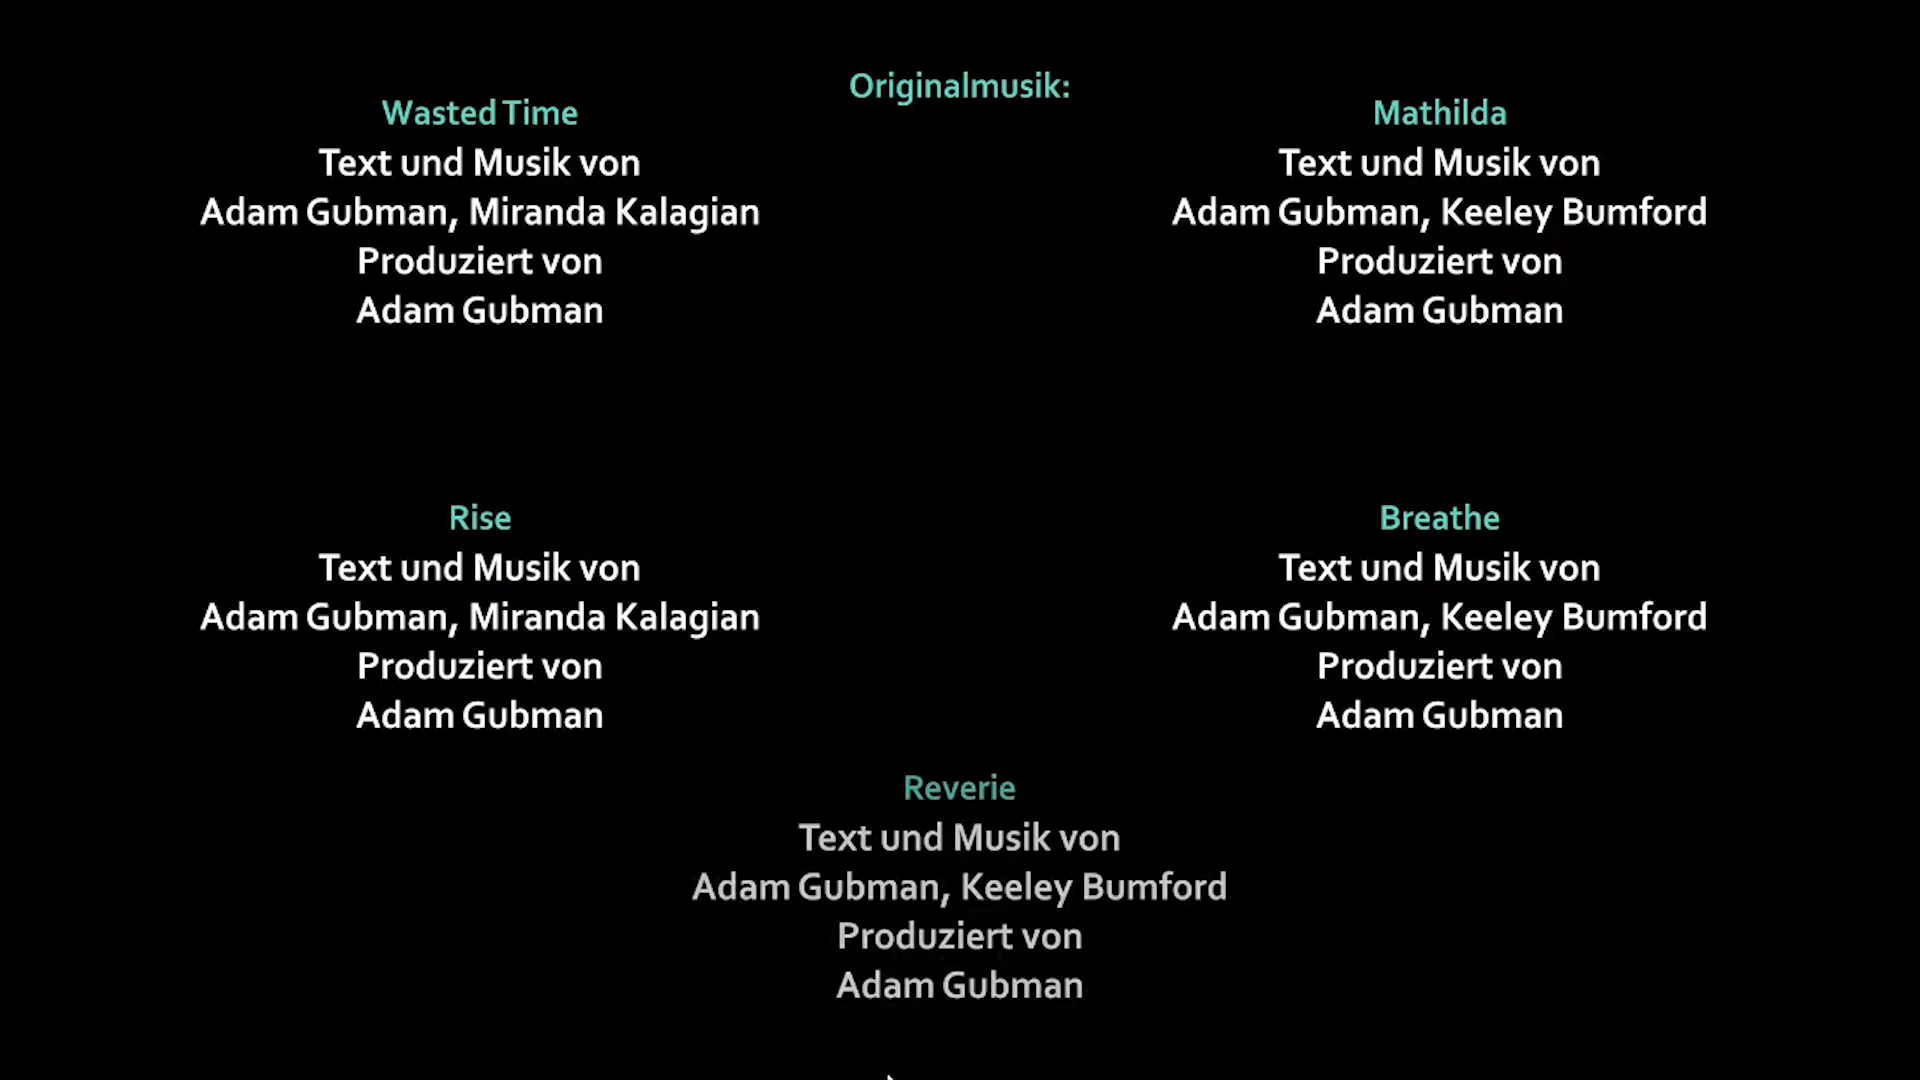 Originalmusik:
Wasted Time
Text und Musik von
Adam Gubman, Miranda Kalagian
Produziert von
Adam Gubman
Mathilda
Text und Musik von
Adam Gubman, Keeley Bumford
Produziert von
Adam Gubman
Rise
Text und Musik von
Adam Gubman, Miranda Kalagian
Produziert von
Adam Gubman
Breathe
Text und Musik von
Adam Gubman, Keeley Bumford
Produziert von
Adam Gubman
Reverie
Text und Musik von
Adam Gubman, Keeley Bumford
Produziert von
Adam Gubman